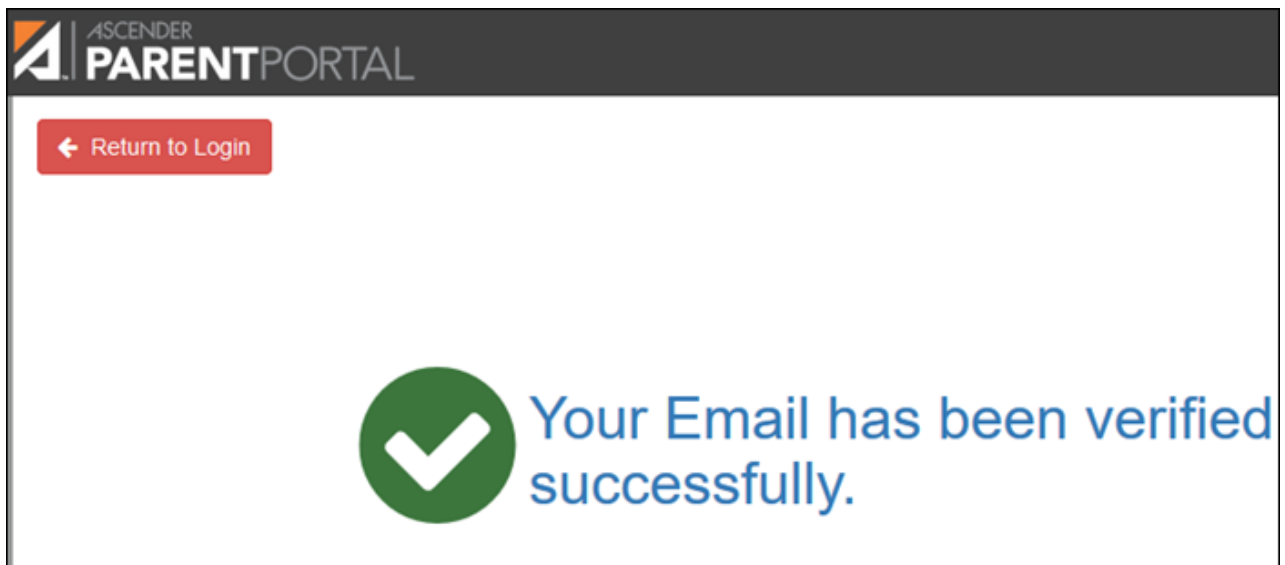 ASCENDER
PARENTPORTAL
Return to Login
Your Email has been verified
successfully.